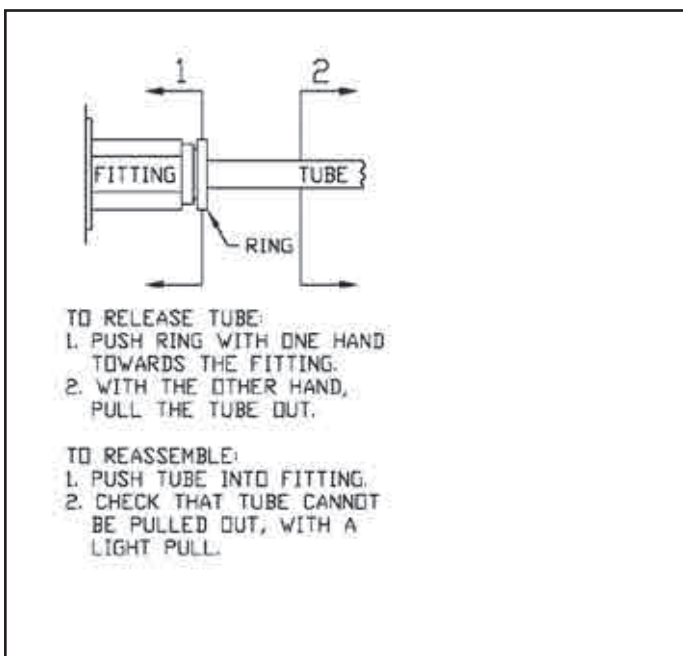 1 2
FITTING TUBE
RING
TO RELEASE TUBE:
1. PUSH RING WITH ONE HAND
TOWARDS THE FITTING.
2. WITH THE OTHER HAND,
PULL THE TUBE OUT.
TO REASSEMBLE:
1. PUSH TUBE INTO FITTING.
2. CHECK THAT TUBE CANNOT
BE PULLED OUT, WITH A
LIGHT PULL.